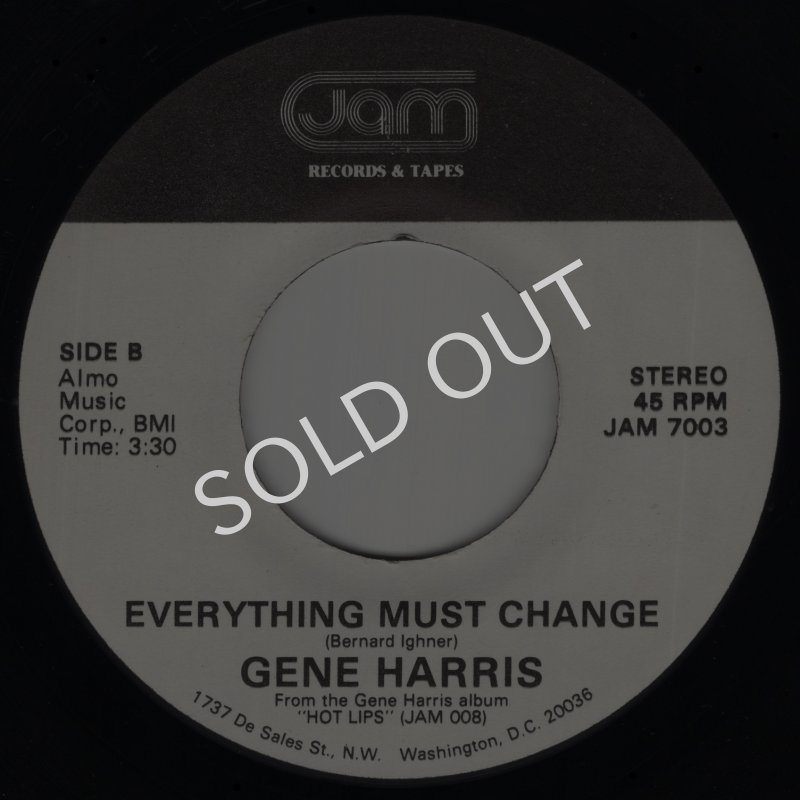 Jam
RECORDS & TAPES
SIDE B
Almo
Music
Corp., BMI
Time: 3:30
STEREO
45 RPM
JAM 7003
SOLD OUT
EVERYTHING MUST CHANGE
(Bernard Ighner)
GENE HARRIS
From the Gene Harris album
"HOT LIPS" (JAM 008)
1737 De Sales St., N.W. Washington, D.C. 20036